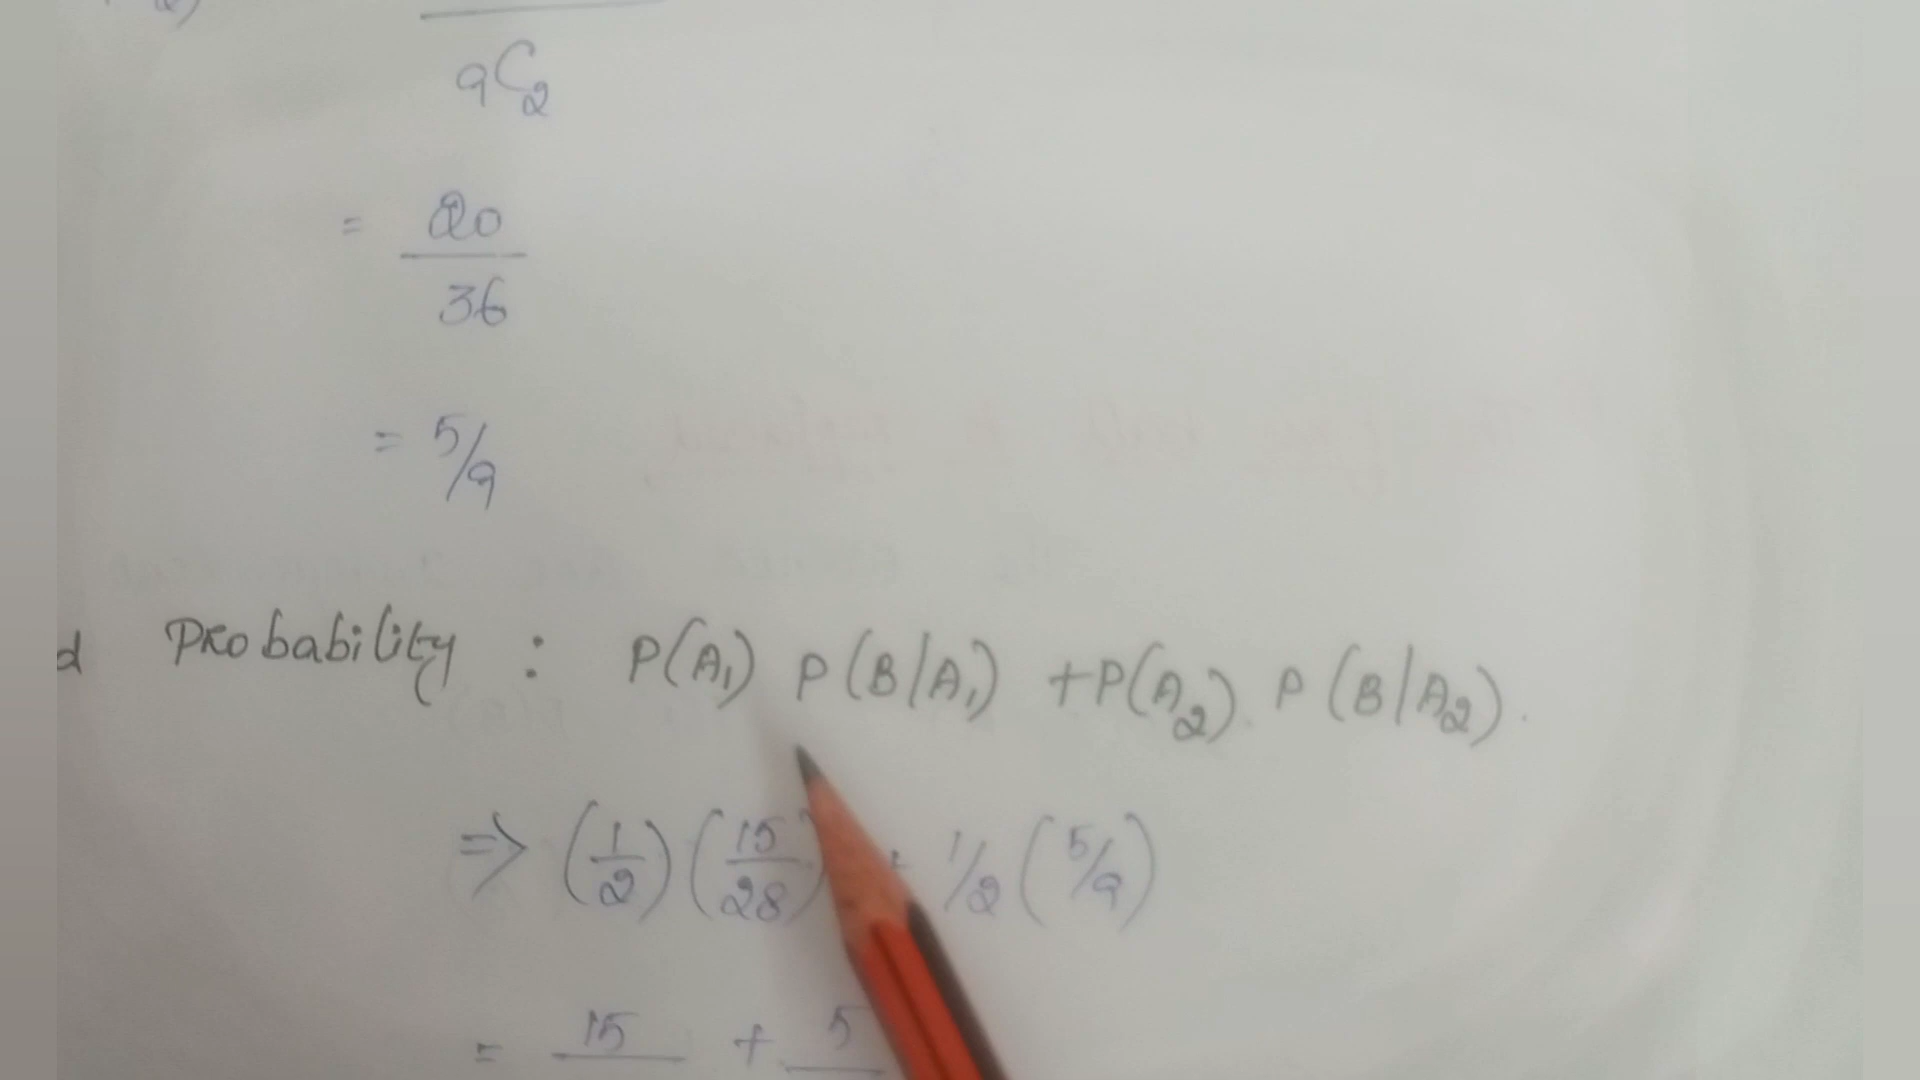 9C2
= 20
36
= 5/9
d Probability : P(A1) P(B/A1) + P(A2) P(B/A2).
=> (1/2) (15/28) + 1/2 (5/9)
= 15 + 5